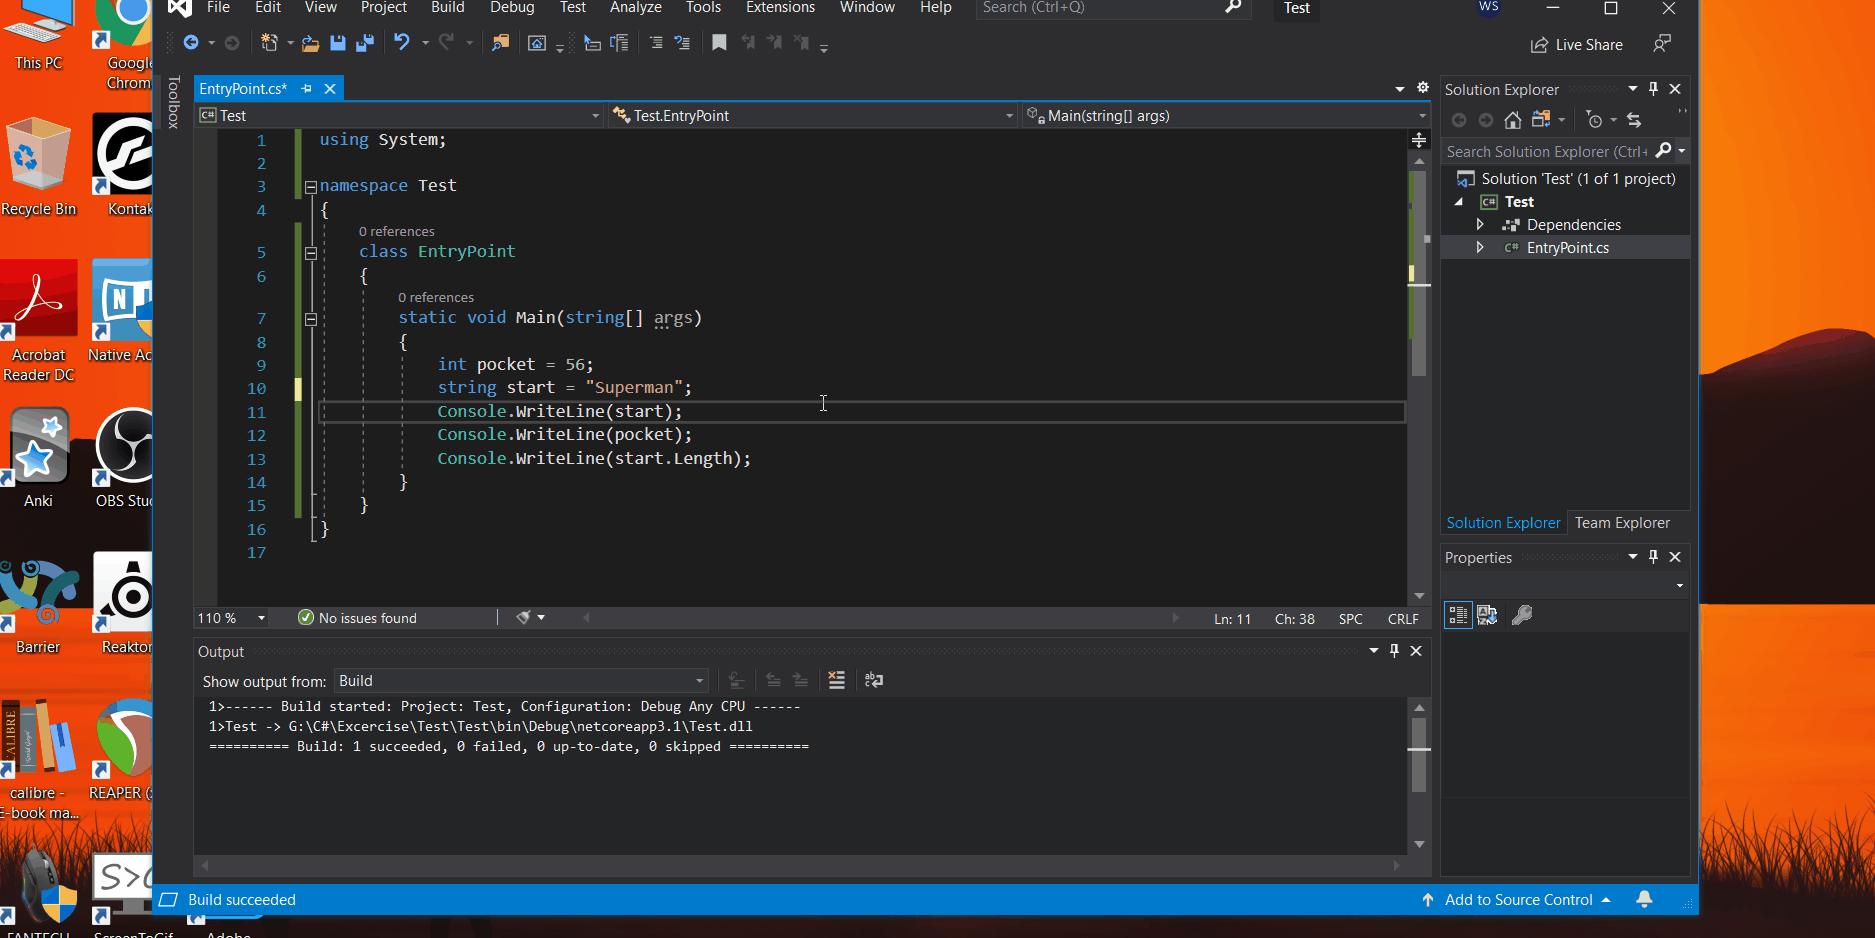 File Edit View Project Build Debug Test Analyze Tools Extensions Window Help Search (Ctrl+Q) Test WS
Live Share
Toolbox
EntryPoint.cs*
C# Test Test.EntryPoint Main(string[] args)
1 using System;
2
3 namespace Test
4 {
0 references
5 class EntryPoint
6 {
0 references
7 static void Main(string[] args)
8 {
9 int pocket = 56;
10 string start = "Superman";
11 Console.WriteLine(start);
12 Console.WriteLine(pocket);
13 Console.WriteLine(start.Length);
14 }
15 }
16 }
17
110 % No issues found Ln: 11 Ch: 38 SPC CRLF
Output
Show output from: Build
1>------ Build started: Project: Test, Configuration: Debug Any CPU ------
1>Test -> G:\C#\Excercise\Test\Test\bin\Debug\netcoreapp3.1\Test.dll
========== Build: 1 succeeded, 0 failed, 0 up-to-date, 0 skipped ==========
Build succeeded Add to Source Control
Solution Explorer
Search Solution Explorer (Ctrl+
Solution 'Test' (1 of 1 project)
C# Test
Dependencies
C# EntryPoint.cs
Solution Explorer Team Explorer
Properties
This PC
Google
Chrom
Recycle Bin
Kontak
Acrobat
Reader DC
Native Ac
Anki
OBS Stud
Barrier
Reaktor
CALIBRE
calibre -
E-book ma...
REAPER (
S>G
FANTECH
ScreenToGif
Adobe